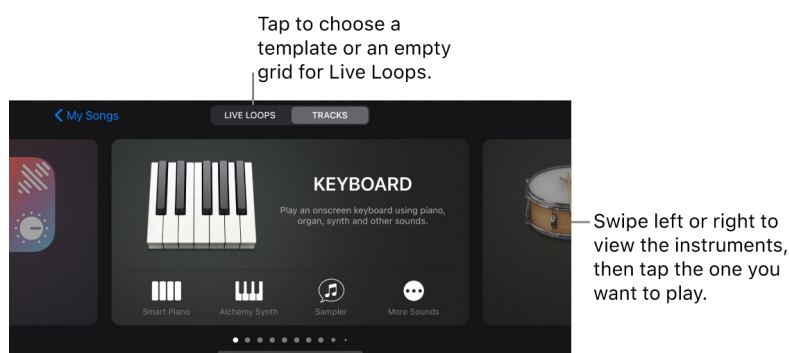 Tap to choose a
template or an empty
grid for Live Loops.
My Songs
LIVE LOOPS
TRACKS
KEYBOARD
Play an onscreen keyboard using piano,
organ, synth and other sounds.
Smart Piano
Alchemy Synth
Sampler
More Sounds
Swipe left or right to
view the instruments,
then tap the one you
want to play.